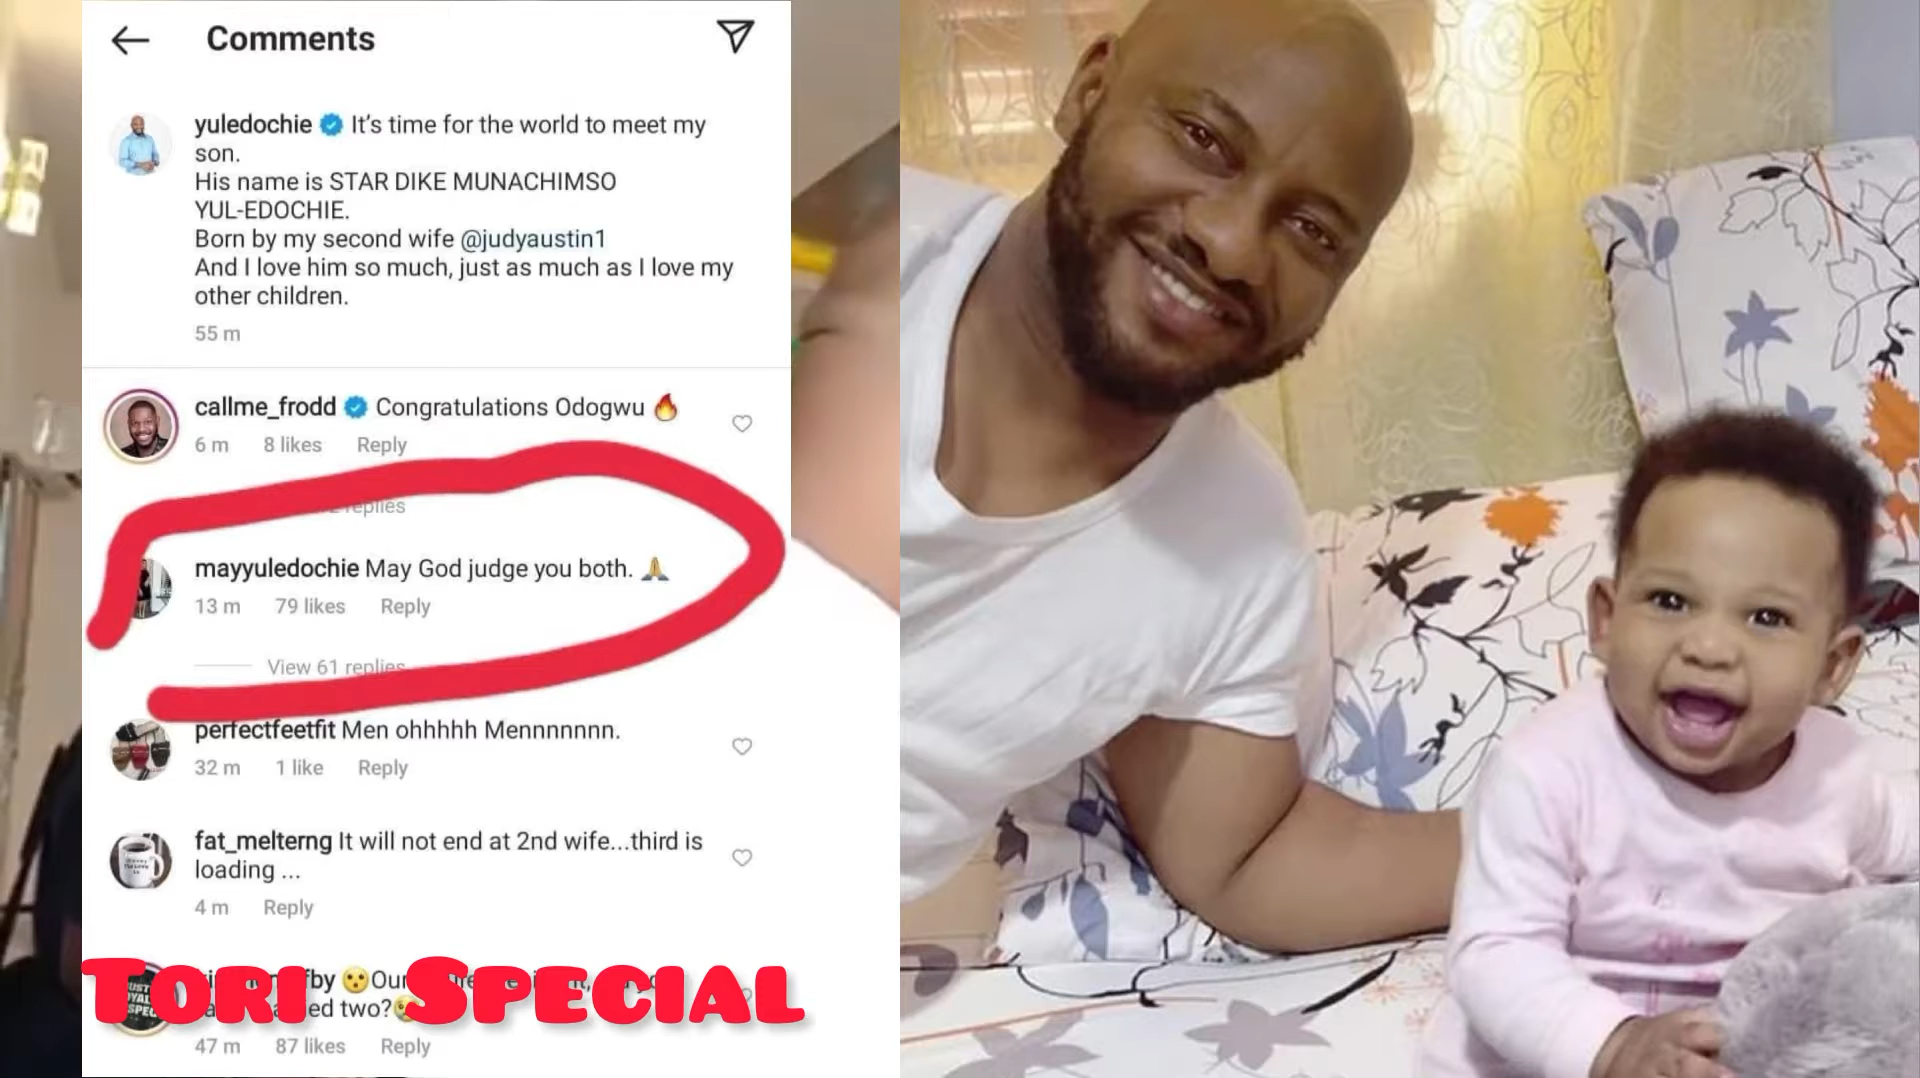 Comments
yuledochie It's time for the world to meet my
son.
His name is STAR DIKE MUNACHIMSO
YUL-EDOCHIE.
Born by my second wife @judyaustin1
And I love him so much, just as much as I love my
other children.
55 m
callme_frodd Congratulations Odogwu 🔥
6 m 8 likes Reply
replies
mayyuledochie May God judge you both. 🙏
13 m 79 likes Reply
View 61 replies
perfectfeetfit Men ohhhhh Mennnnnnn.
32 m 1 like Reply
fat_melterng It will not end at 2nd wife...third is
loading ...
4 m Reply
two?
47 m 87 likes Reply
TORI SPECIAL